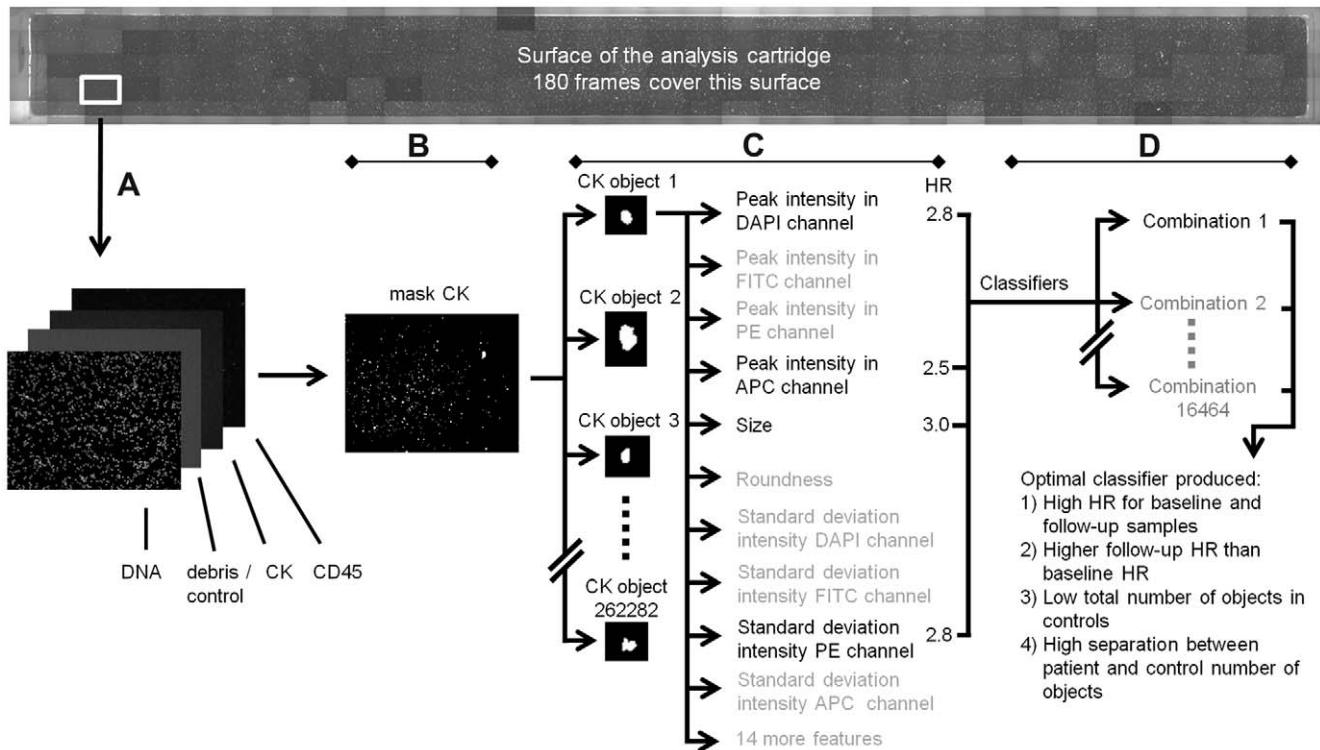 Surface of the analysis cartridge
180 frames cover this surface
A
B
C
D
DNA
debris /
control
CK
CD45
mask CK
CK object 1
CK object 2
CK object 3
CK object
262282
HR
Peak intensity in
DAPI channel
2.8
Peak intensity in
FITC channel
Peak intensity in
PE channel
Peak intensity in
APC channel
2.5
Size
3.0
Roundness
Standard deviation
intensity DAPI channel
Standard deviation
intensity FITC channel
Standard deviation
intensity PE channel
2.8
Standard deviation
intensity APC channel
14 more features
Classifiers
Combination 1
Combination 2
Combination
16464
Optimal classifier produced:
1) High HR for baseline and
follow-up samples
2) Higher follow-up HR than
baseline HR
3) Low total number of objects in
controls
4) High separation between
patient and control number of
objects